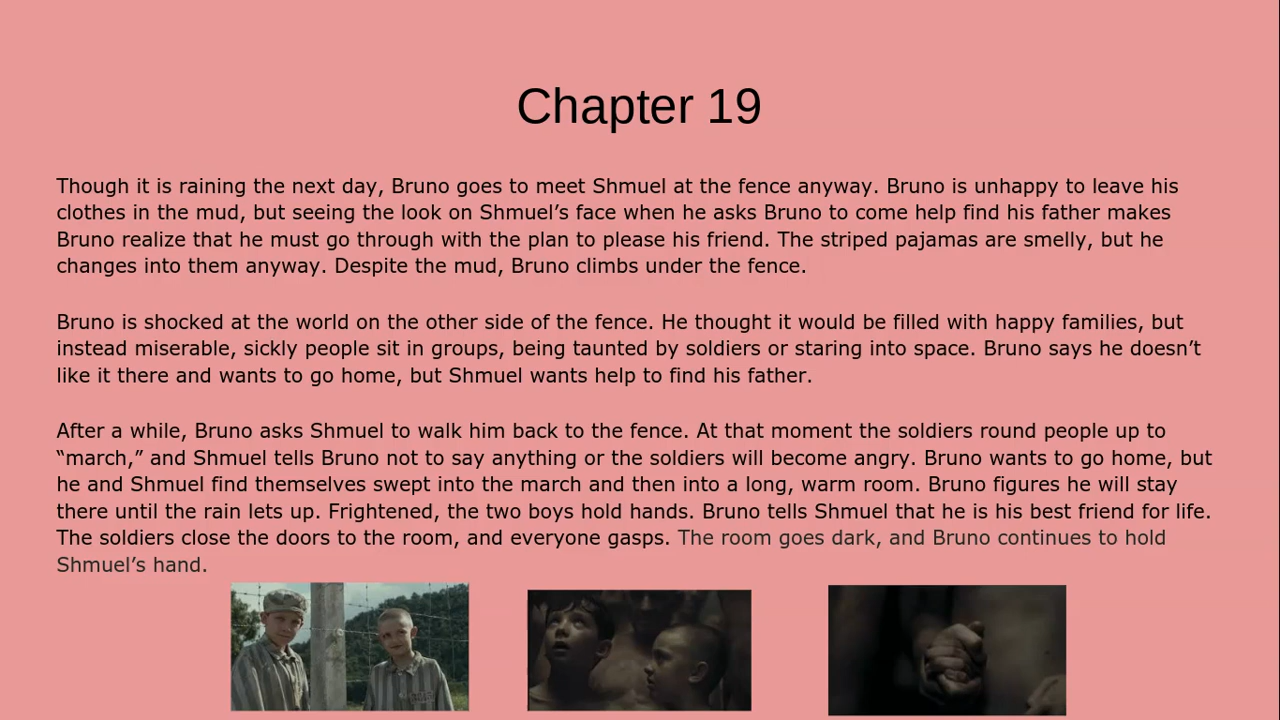 Chapter 19
Though it is raining the next day, Bruno goes to meet Shmuel at the fence anyway. Bruno is unhappy to leave his
clothes in the mud, but seeing the look on Shmuel’s face when he asks Bruno to come help find his father makes
Bruno realize that he must go through with the plan to please his friend. The striped pajamas are smelly, but he
changes into them anyway. Despite the mud, Bruno climbs under the fence.
Bruno is shocked at the world on the other side of the fence. He thought it would be filled with happy families, but
instead miserable, sickly people sit in groups, being taunted by soldiers or staring into space. Bruno says he doesn’t
like it there and wants to go home, but Shmuel wants help to find his father.
After a while, Bruno asks Shmuel to walk him back to the fence. At that moment the soldiers round people up to
“march,” and Shmuel tells Bruno not to say anything or the soldiers will become angry. Bruno wants to go home, but
he and Shmuel find themselves swept into the march and then into a long, warm room. Bruno figures he will stay
there until the rain lets up. Frightened, the two boys hold hands. Bruno tells Shmuel that he is his best friend for life.
The soldiers close the doors to the room, and everyone gasps. The room goes dark, and Bruno continues to hold
Shmuel’s hand.